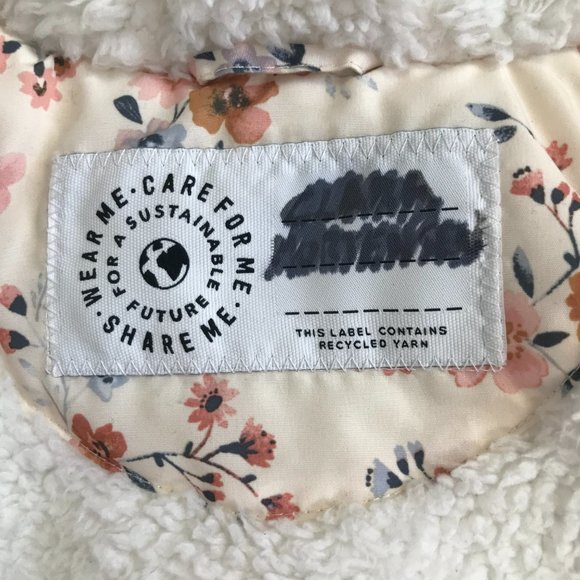 WEAR ME · CARE FOR ME · SHARE ME ·
FOR A SUSTAINABLE FUTURE
THIS LABEL CONTAINS
RECYCLED YARN